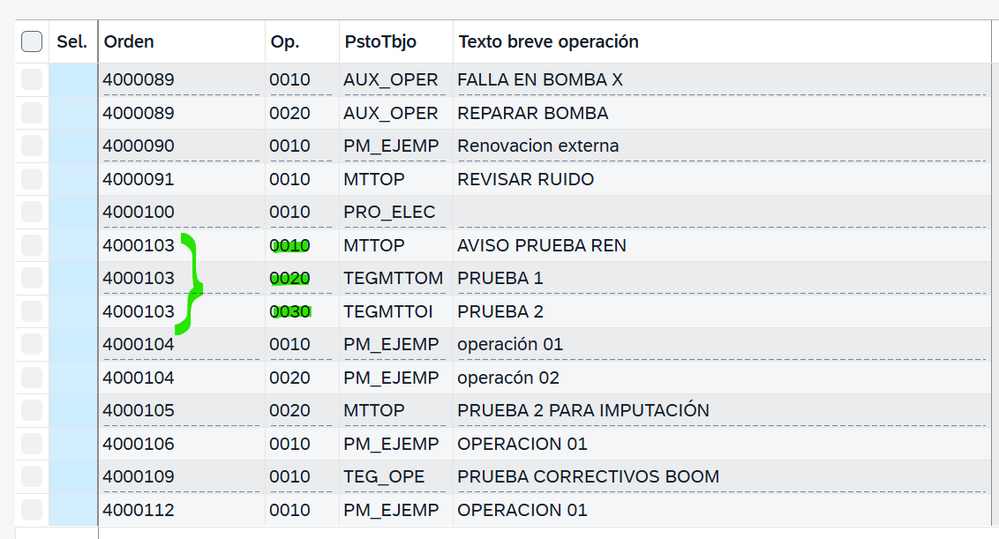 Sel. Orden Op. PstoTbjo Texto breve operación
4000089 0010 AUX_OPER FALLA EN BOMBA X
4000089 0020 AUX_OPER REPARAR BOMBA
4000090 0010 PM_EJEMP Renovacion externa
4000091 0010 MTTOP REVISAR RUIDO
4000100 0010 PRO_ELEC
4000103 0010 MTTOP AVISO PRUEBA REN
4000103 0020 TEGMTTOM PRUEBA 1
4000103 0030 TEGMTTOI PRUEBA 2
4000104 0010 PM_EJEMP operación 01
4000104 0020 PM_EJEMP operacón 02
4000105 0020 MTTOP PRUEBA 2 PARA IMPUTACIÓN
4000106 0010 PM_EJEMP OPERACION 01
4000109 0010 TEG_OPE PRUEBA CORRECTIVOS BOOM
4000112 0010 PM_EJEMP OPERACION 01